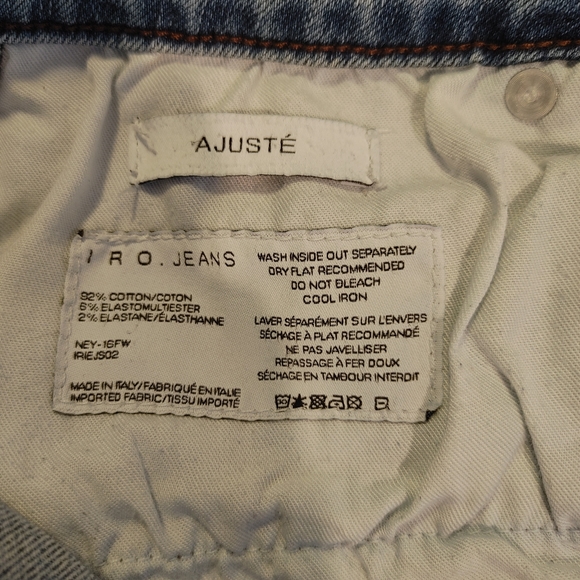 AJUSTÉ
IRO.JEANS
92% COTTON/COTON
6% ELASTOMULTIESTER
2% ELASTANE/ÉLASTHANNE
NEY-16FW
IRIEJS02
MADE IN ITALY/FABRIQUÉ EN ITALIE
IMPORTED FABRIC/TISSU IMPORTÉ
WASH INSIDE OUT SEPARATELY
DRY FLAT RECOMMENDED
DO NOT BLEACH
COOL IRON
LAVER SÉPARÉMENT SUR L'ENVERS
SÉCHAGE À PLAT RECOMMANDÉ
NE PAS JAVELLISER
REPASSAGE À FER DOUX
SÉCHAGE EN TAMBOUR INTERDIT